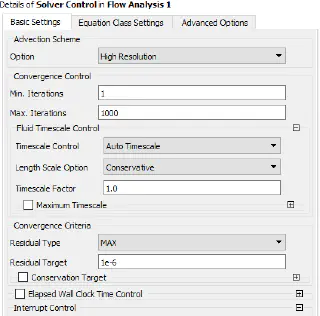 Details of Solver Control in Flow Analysis 1
Basic Settings Equation Class Settings Advanced Options
Advection Scheme
Option High Resolution
Convergence Control
Min. Iterations 1
Max. Iterations 1000
Fluid Timescale Control
Timescale Control Auto Timescale
Length Scale Option Conservative
Timescale Factor 1.0
Maximum Timescale
Convergence Criteria
Residual Type MAX
Residual Target 1e-6
Conservation Target
Elapsed Wall Clock Time Control
Interrupt Control